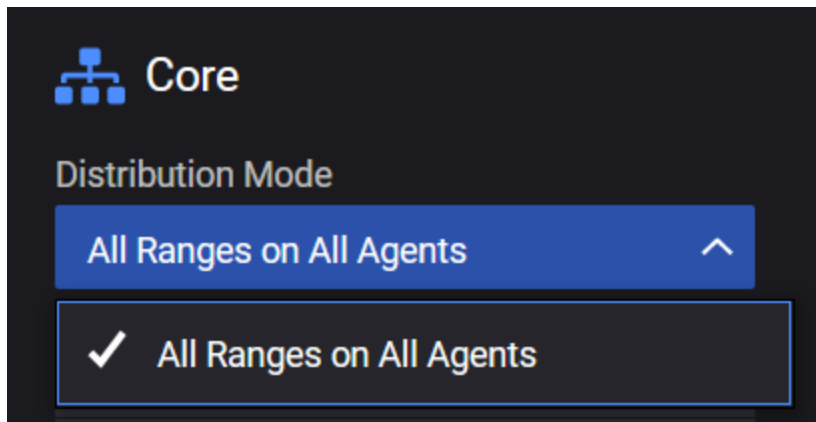 Core
Distribution Mode
All Ranges on All Agents
All Ranges on All Agents